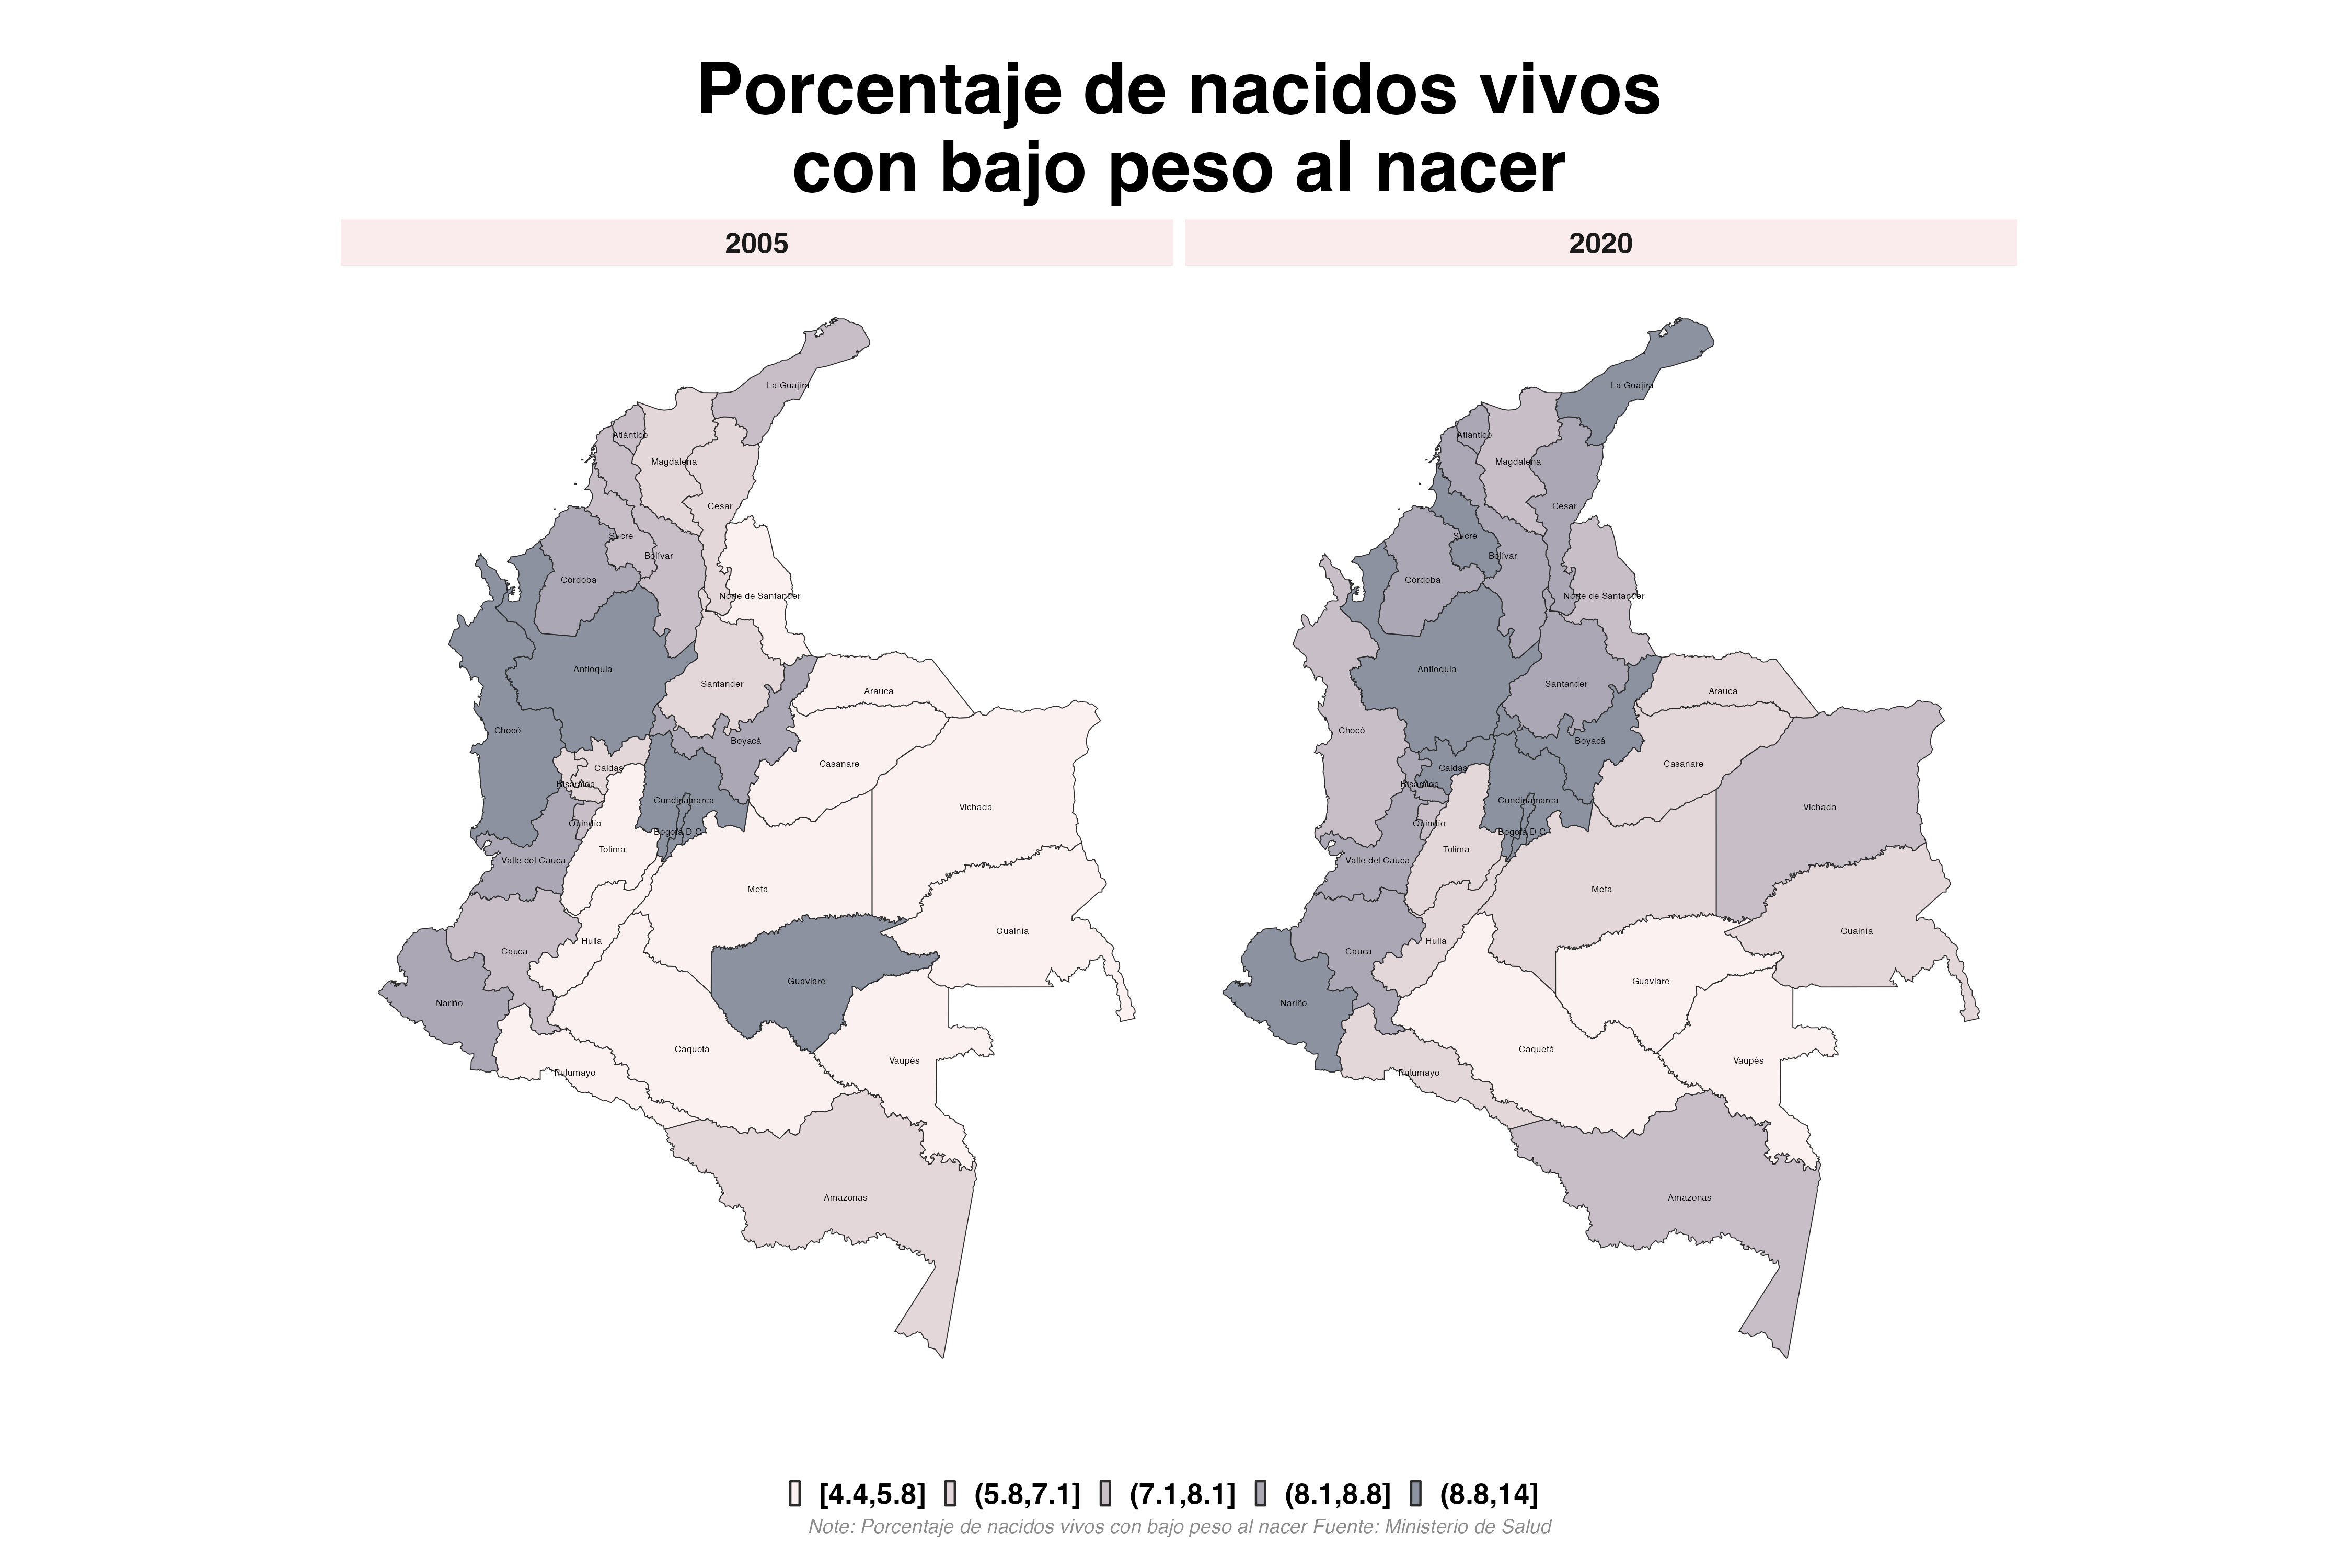 Porcentaje de nacidos vivos
con bajo peso al nacer
2005
2020
La Guajira
Atlántico
Magdalena
Cesar
Sucre
Bolívar
Córdoba
Norte de Santander
Antioquia
Santander
Arauca
Chocó
Boyacá
Casanare
Caldas
Risaralda
Cundinamarca
Vichada
Quindío
Bogotá D C
Tolima
Valle del Cauca
Meta
Guainía
Huila
Cauca
Guaviare
Nariño
Caquetá
Vaupés
Putumayo
Amazonas
La Guajira
Atlántico
Magdalena
Cesar
Sucre
Bolívar
Córdoba
Norte de Santander
Antioquia
Santander
Arauca
Chocó
Boyacá
Casanare
Caldas
Risaralda
Cundinamarca
Vichada
Quindío
Bogotá D C
Tolima
Valle del Cauca
Meta
Guainía
Huila
Cauca
Guaviare
Nariño
Caquetá
Vaupés
Putumayo
Amazonas
[4.4,5.8] (5.8,7.1] (7.1,8.1] (8.1,8.8] (8.8,14]
Note: Porcentaje de nacidos vivos con bajo peso al nacer Fuente: Ministerio de Salud